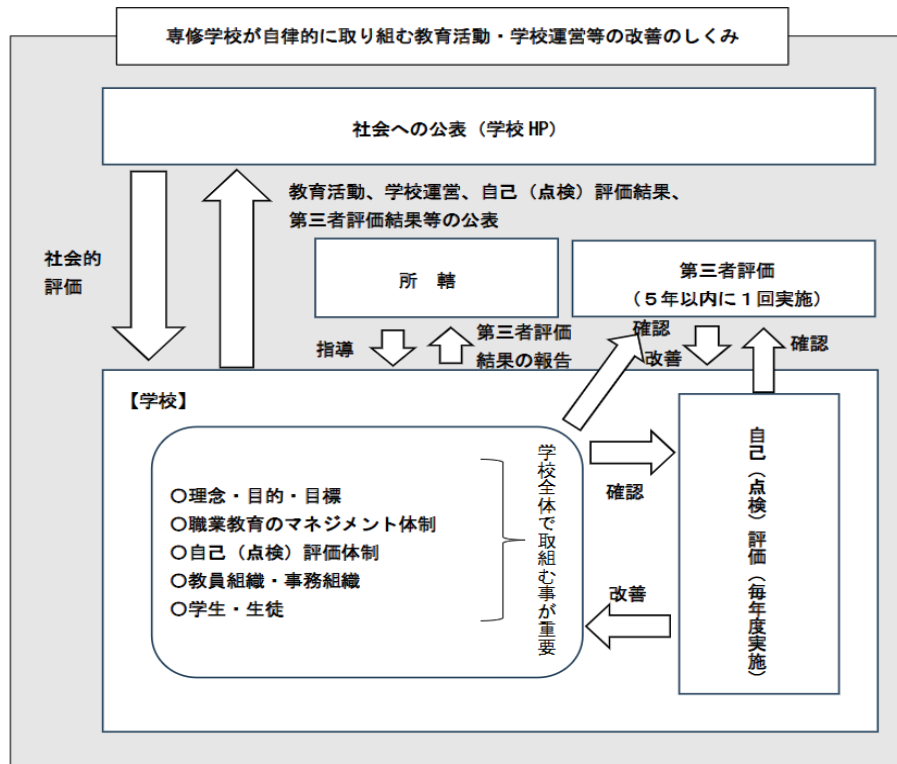 専修学校が自律的に取り組む教育活動・学校運営等の改善のしくみ
社会への公表（学校 HP）
教育活動、学校運営、自己（点検）評価結果、
第三者評価結果等の公表
社会的
評価
所　轄
第三者評価
（５年以内に１回実施）
指導
第三者評価
結果の報告
確認
改善
確認
【学校】
〇理念・目的・目標
〇職業教育のマネジメント体制
〇自己（点検）評価体制
〇教員組織・事務組織
〇学生・生徒
学校全体で取組む事が重要
確認
改善
自己（点検）評価（毎年度実施）